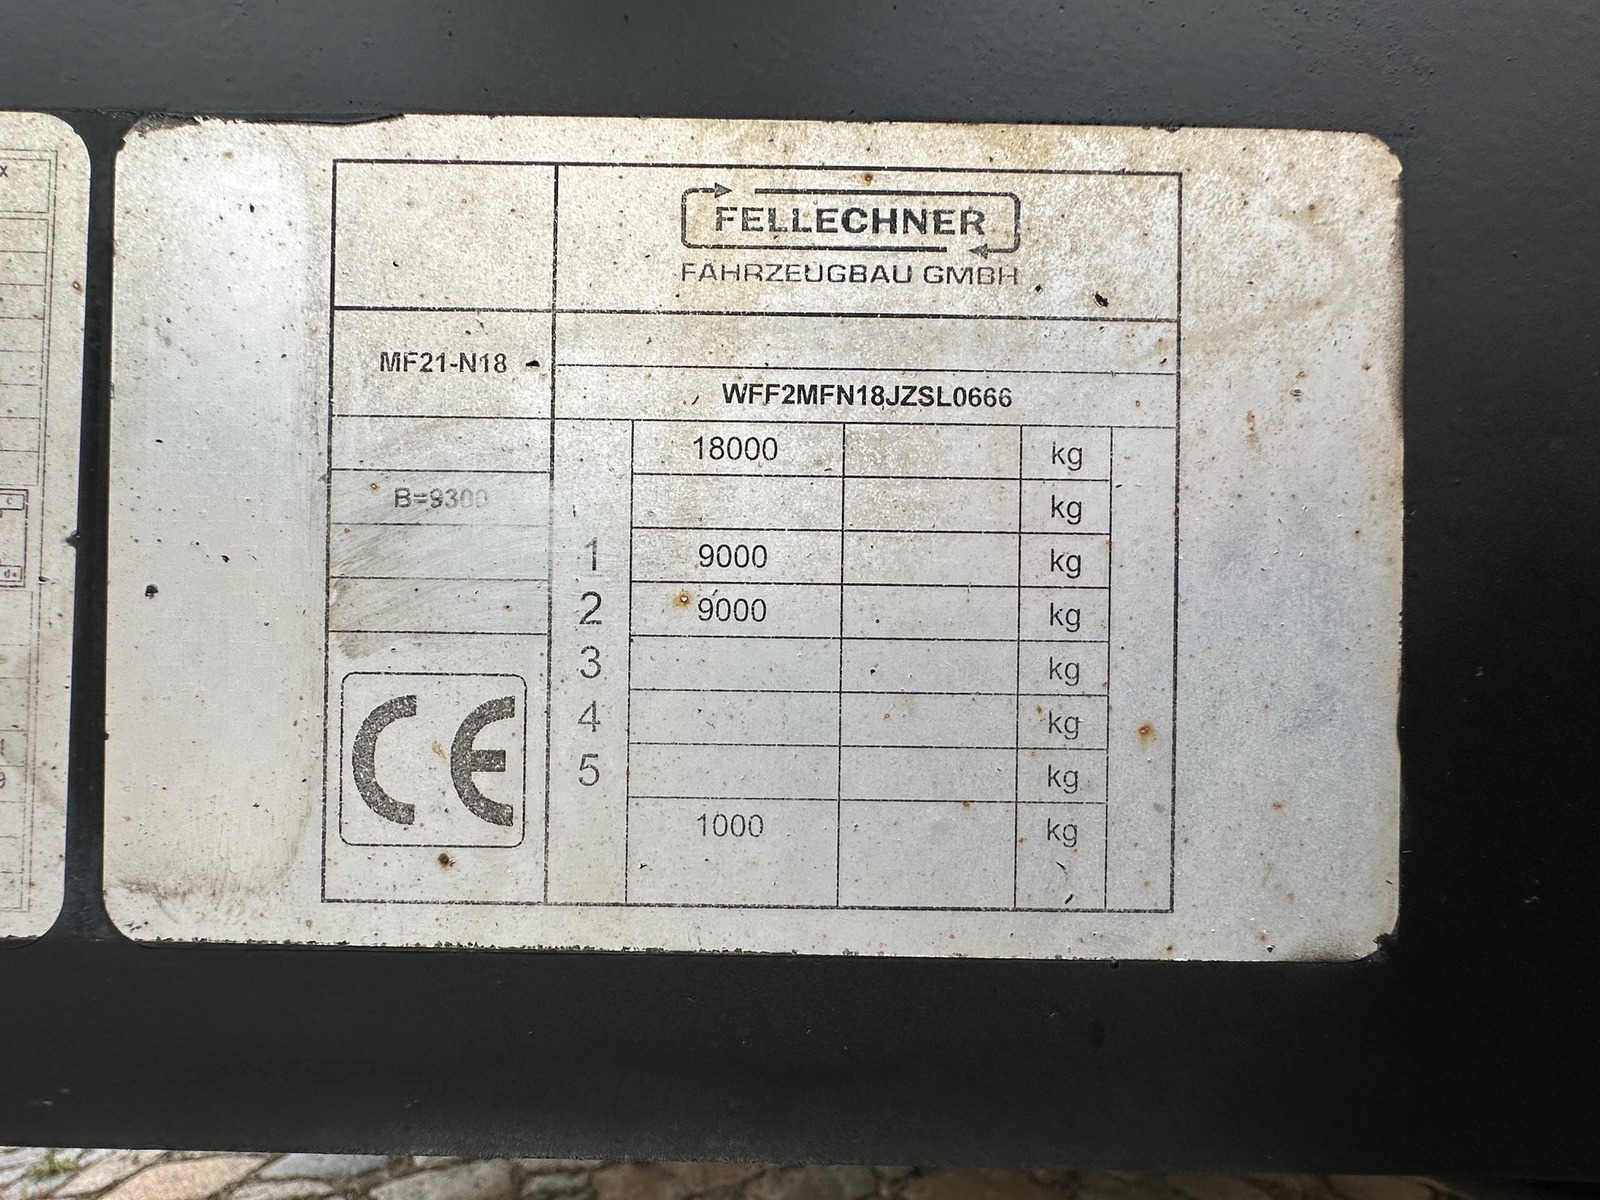 FELLECHNER
FAHRZEUGBAU GMBH
MF21-N18
WFF2MFN18JZSL0666
18000 kg
B=9300 kg
1 9000 kg
2 9000 kg
3 kg
4 kg
5 kg
1000 kg
CE
x
c
d.
9